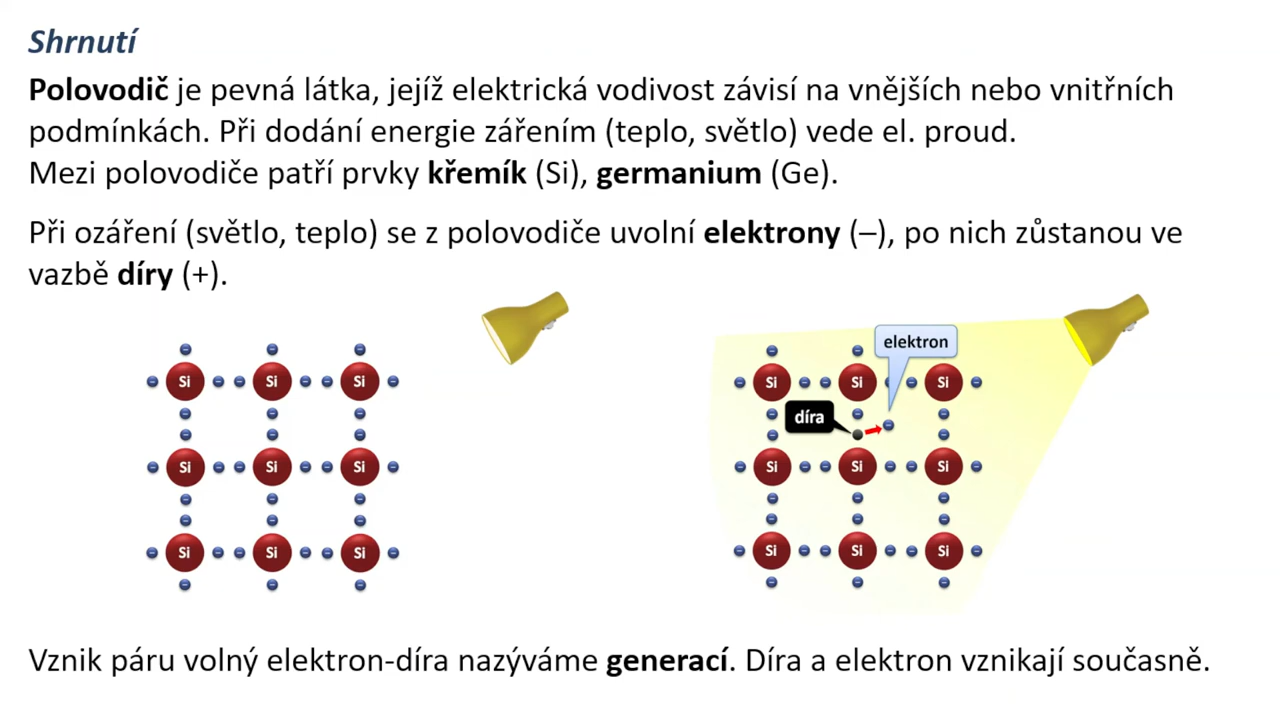 Shrnutí
Polovodič je pevná látka, jejíž elektrická vodivost závisí na vnějších nebo vnitřních
podmínkách. Při dodání energie zářením (teplo, světlo) vede el. proud.
Mezi polovodiče patří prvky křemík (Si), germanium (Ge).
Při ozáření (světlo, teplo) se z polovodiče uvolní elektrony (–), po nich zůstanou ve
vazbě díry (+).
elektron
Si Si Si Si Si Si
díra
Si Si Si Si Si Si
Si Si Si Si Si Si
Vznik páru volný elektron-díra nazýváme generací. Díra a elektron vznikají současně.